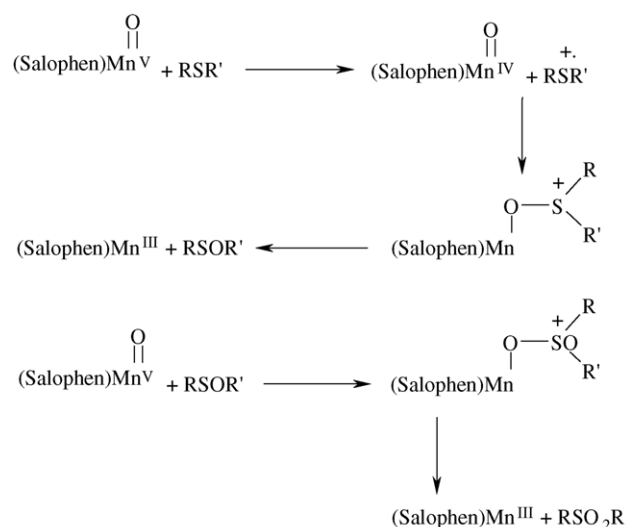 O O
(Salophen)Mn V + RSR' (Salophen)Mn IV + RSR' +.
R
+
O S
R'
(Salophen)Mn III + RSOR' (Salophen)Mn
R
O +
O SO
(Salophen)Mn V + RSOR' R'
(Salophen)Mn
(Salophen)Mn III + RSO2R